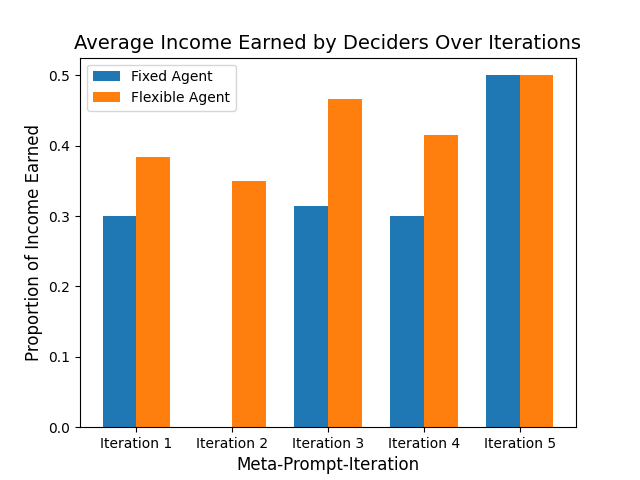 Average Income Earned by Deciders Over Iterations
Fixed Agent
Flexible Agent
Proportion of Income Earned
0.5
0.4
0.3
0.2
0.1
0.0
Iteration 1 Iteration 2 Iteration 3 Iteration 4 Iteration 5
Meta-Prompt-Iteration